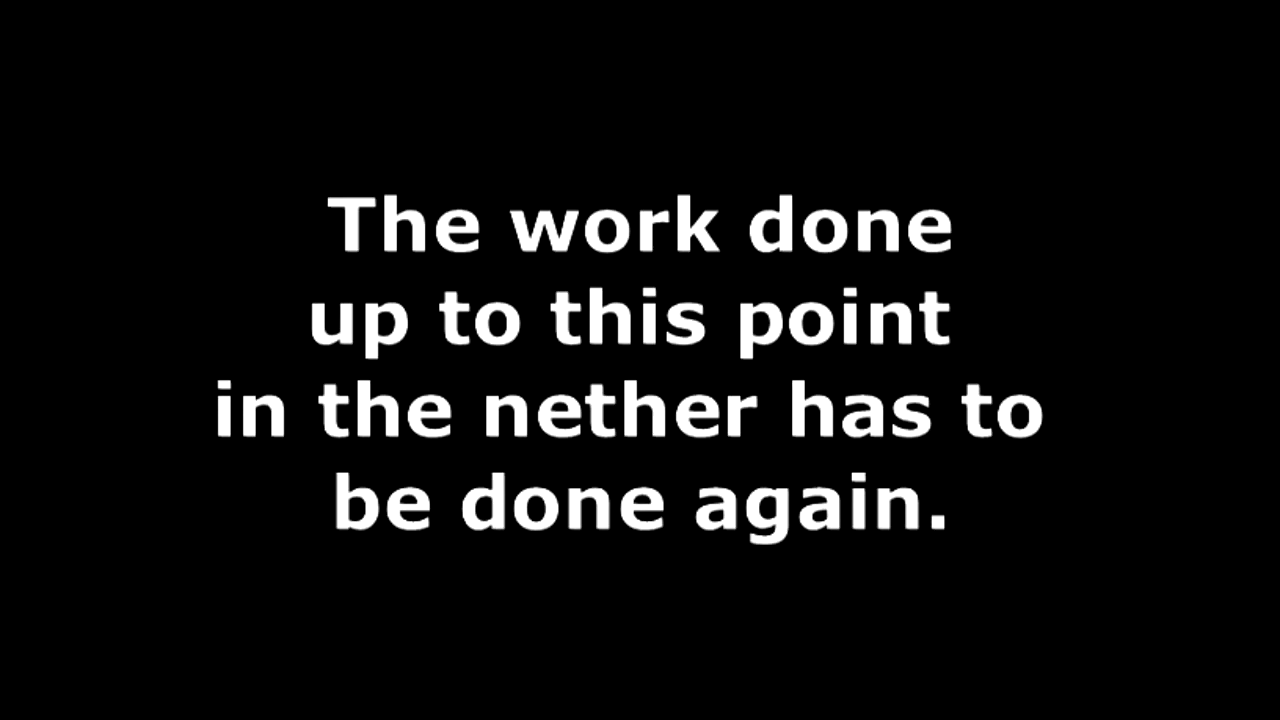 The work done
up to this point
in the nether has to
be done again.